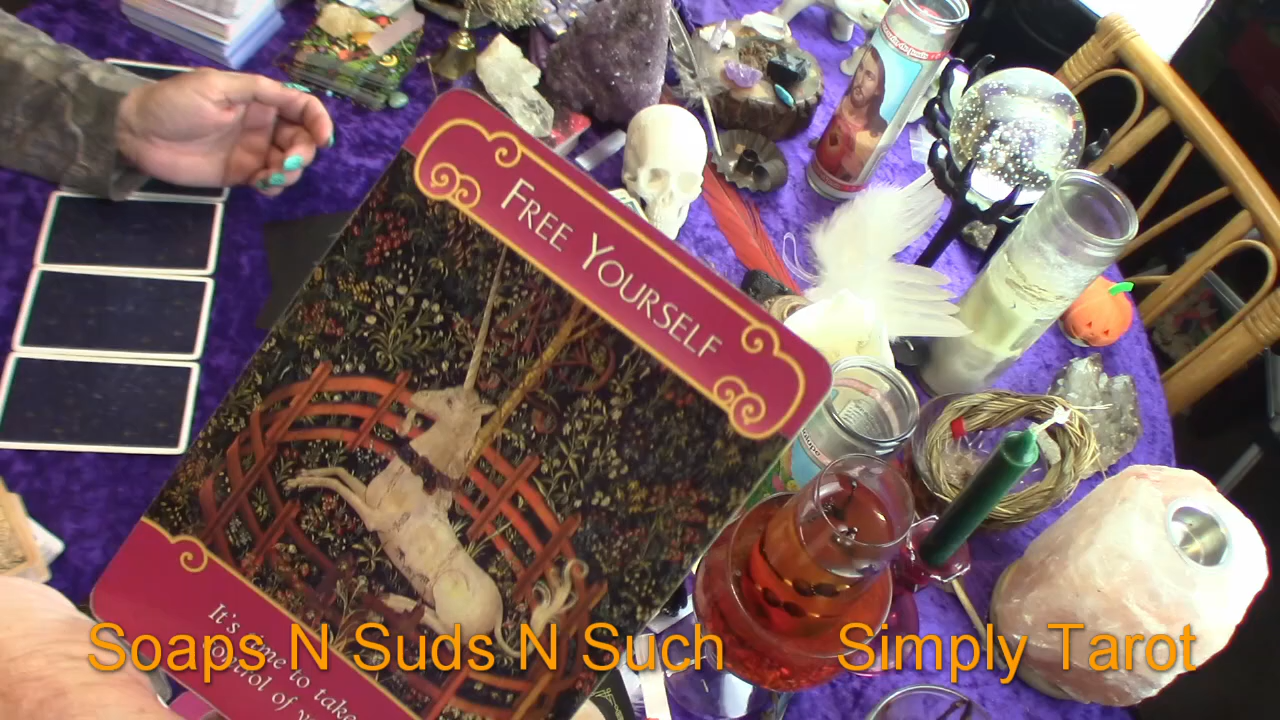 FREE YOURSELF
It's time to take
control of
Soaps N Suds N Such Simply Tarot